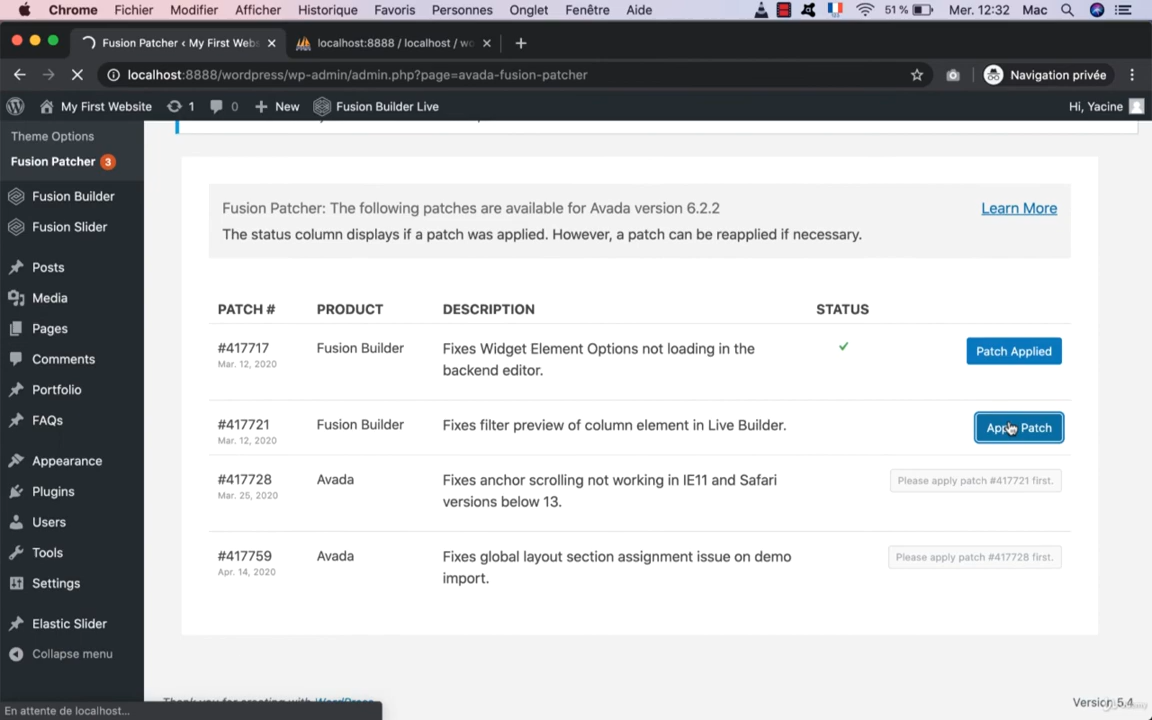 Chrome Fichier Modifier Afficher Historique Favoris Personnes Onglet Fenêtre Aide 51 % Mer. 12:32 Mac
Fusion Patcher ‹ My First Webs
localhost:8888 / localhost / wo
localhost:8888/wordpress/wp-admin/admin.php?page=avada-fusion-patcher
Navigation privée
My First Website 1 0 New Fusion Builder Live Hi, Yacine
Theme Options
Fusion Patcher 3
Fusion Builder
Fusion Slider
Posts
Media
Pages
Comments
Portfolio
FAQs
Appearance
Plugins
Users
Tools
Settings
Elastic Slider
Collapse menu
Fusion Patcher: The following patches are available for Avada version 6.2.2 Learn More
The status column displays if a patch was applied. However, a patch can be reapplied if necessary.
PATCH # PRODUCT DESCRIPTION STATUS
#417717 Fusion Builder Fixes Widget Element Options not loading in the
Mar. 12, 2020
backend editor.
Patch Applied
#417721 Fusion Builder Fixes filter preview of column element in Live Builder.
Mar. 12, 2020
Apply Patch
#417728 Avada Fixes anchor scrolling not working in IE11 and Safari
Mar. 25, 2020
versions below 13.
Please apply patch #417721 first.
#417759 Avada Fixes global layout section assignment issue on demo
Apr. 14, 2020
import.
Please apply patch #417728 first.
Thank you for creating with WordPress
Version 5.4
En attente de localhost...